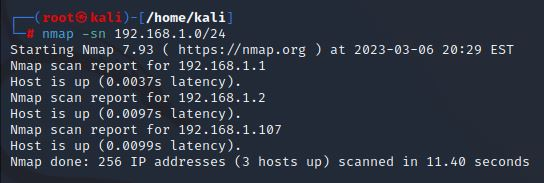 ┌──(root㉿kali)-[/home/kali]
└─# nmap -sn 192.168.1.0/24
Starting Nmap 7.93 ( https://nmap.org ) at 2023-03-06 20:29 EST
Nmap scan report for 192.168.1.1
Host is up (0.0037s latency).
Nmap scan report for 192.168.1.2
Host is up (0.0097s latency).
Nmap scan report for 192.168.1.107
Host is up (0.0099s latency).
Nmap done: 256 IP addresses (3 hosts up) scanned in 11.40 seconds